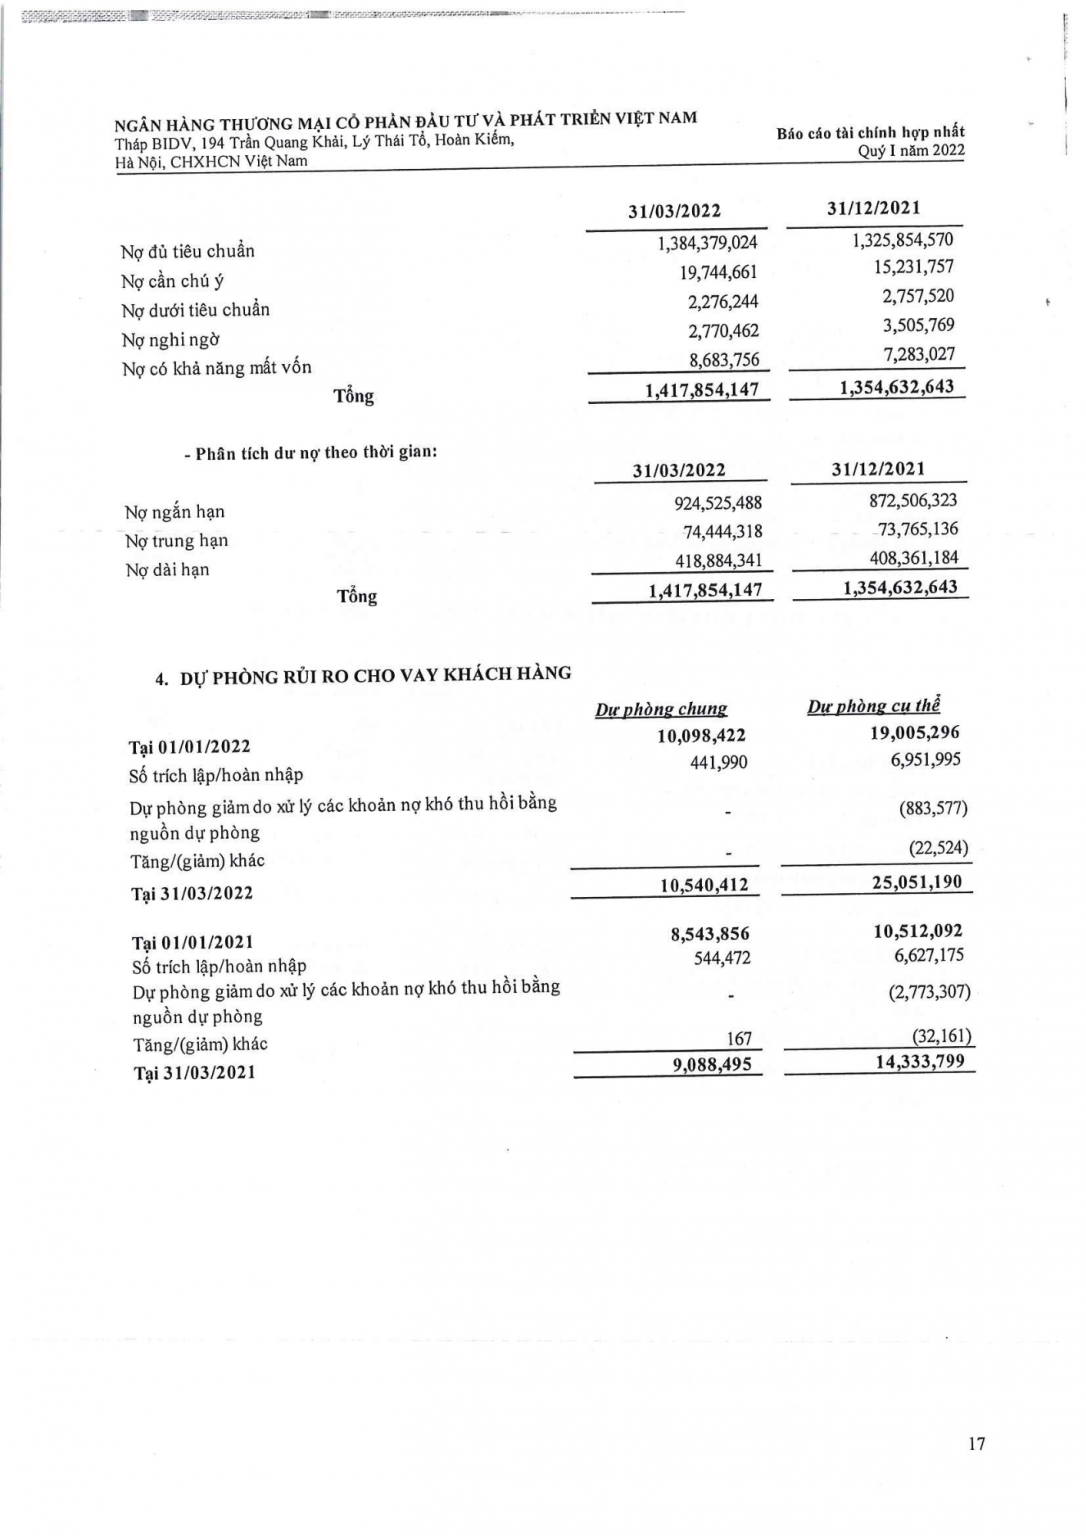 NGÂN HÀNG THƯƠNG MẠI CỔ PHẦN ĐẦU TƯ VÀ PHÁT TRIỂN VIỆT NAM
Tháp BIDV, 194 Trần Quang Khải, Lý Thái Tổ, Hoàn Kiếm,
Hà Nội, CHXHCN Việt Nam
Báo cáo tài chính hợp nhất
Quý I năm 2022
31/03/2022 31/12/2021
Nợ đủ tiêu chuẩn 1,384,379,024 1,325,854,570
Nợ cần chú ý 19,744,661 15,231,757
Nợ dưới tiêu chuẩn 2,276,244 2,757,520
Nợ nghi ngờ 2,770,462 3,505,769
Nợ có khả năng mất vốn 8,683,756 7,283,027
Tổng 1,417,854,147 1,354,632,643
- Phân tích dư nợ theo thời gian:
31/03/2022 31/12/2021
Nợ ngắn hạn 924,525,488 872,506,323
Nợ trung hạn 74,444,318 73,765,136
Nợ dài hạn 418,884,341 408,361,184
Tổng 1,417,854,147 1,354,632,643
4. DỰ PHÒNG RỦI RO CHO VAY KHÁCH HÀNG
Dự phòng chung Dự phòng cụ thể
Tại 01/01/2022 10,098,422 19,005,296
Số trích lập/hoàn nhập 441,990 6,951,995
Dự phòng giảm do xử lý các khoản nợ khó thu hồi bằng
nguồn dự phòng - (883,577)
Tăng/(giảm) khác - (22,524)
Tại 31/03/2022 10,540,412 25,051,190
Tại 01/01/2021 8,543,856 10,512,092
Số trích lập/hoàn nhập 544,472 6,627,175
Dự phòng giảm do xử lý các khoản nợ khó thu hồi bằng
nguồn dự phòng - (2,773,307)
Tăng/(giảm) khác 167 (32,161)
Tại 31/03/2021 9,088,495 14,333,799
17